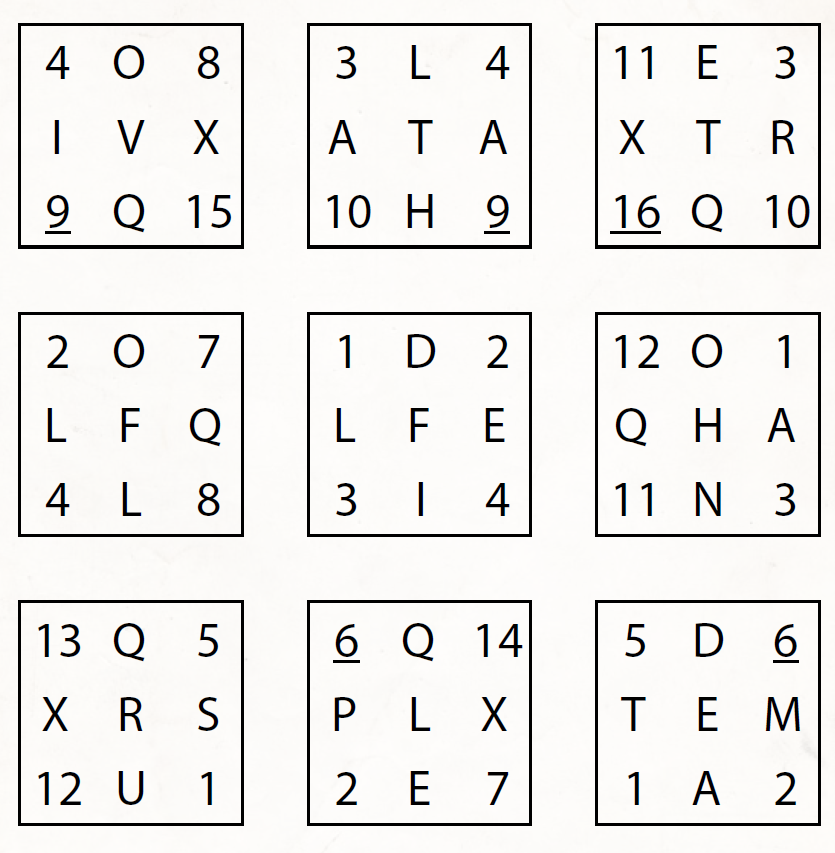 4 O 8 3 L 4 11 E 3
I V X A T A X T R
9 Q 15 10 H 9 16 Q 10
2 O 7 1 D 2 12 O 1
L F Q L F E Q H A
4 L 8 3 I 4 11 N 3
13 Q 5 6 Q 14 5 D 6
X R S P L X T E M
12 U 1 2 E 7 1 A 2